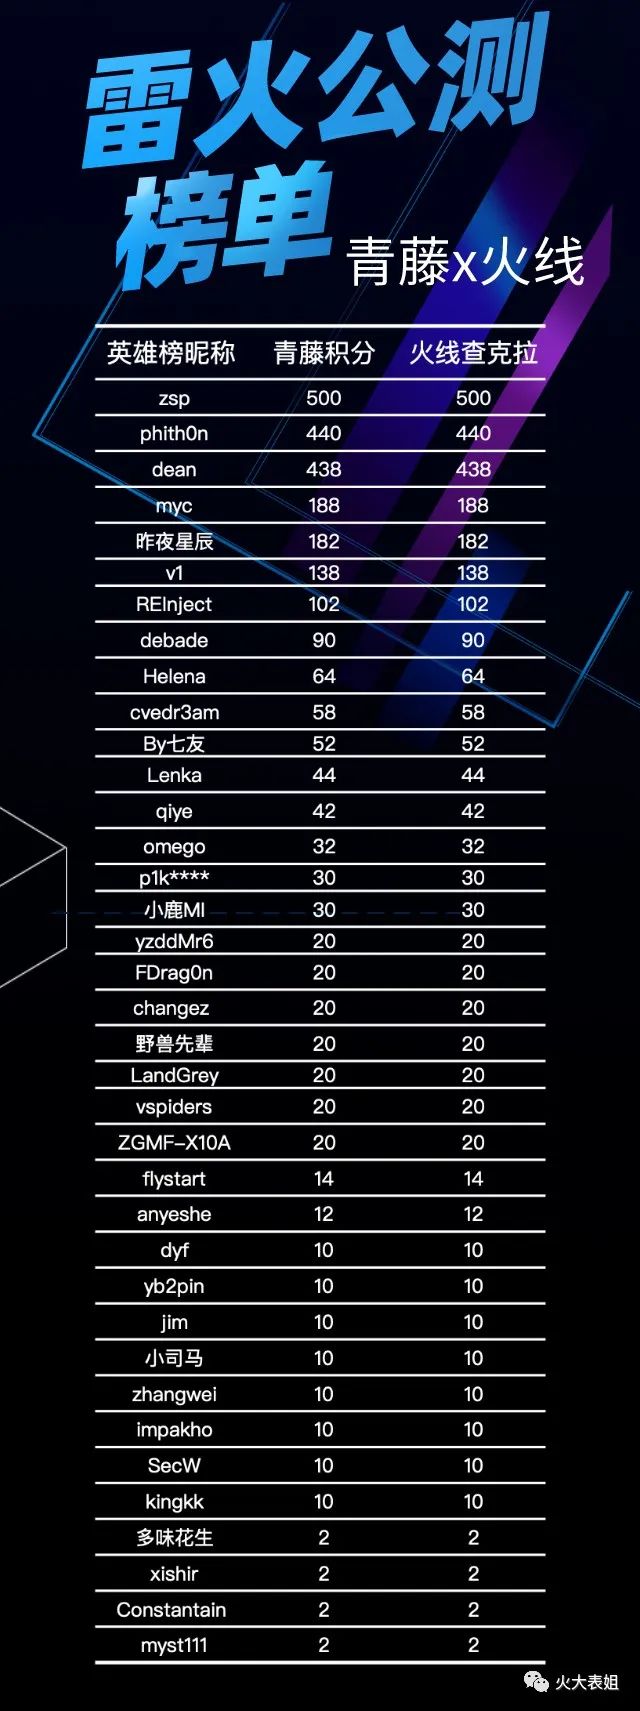 雷火公测
榜单
青藤x火线
英雄榜昵称 青藤积分 火线查克拉
zsp 500 500
phith0n 440 440
dean 438 438
myc 188 188
昨夜星辰 182 182
v1 138 138
REInject 102 102
debade 90 90
Helena 64 64
cvedr3am 58 58
By七友 52 52
Lenka 44 44
qiye 42 42
omego 32 32
p1k**** 30 30
小鹿MI 30 30
yzddMr6 20 20
FDrag0n 20 20
changez 20 20
野兽先辈 20 20
LandGrey 20 20
vspiders 20 20
ZGMF-X10A 20 20
flystart 14 14
anyeshe 12 12
dyf 10 10
yb2pin 10 10
jim 10 10
小司马 10 10
zhangwei 10 10
impakho 10 10
SecW 10 10
kingkk 10 10
多味花生 2 2
xishir 2 2
Constantain 2 2
myst111 2 2
火大表姐